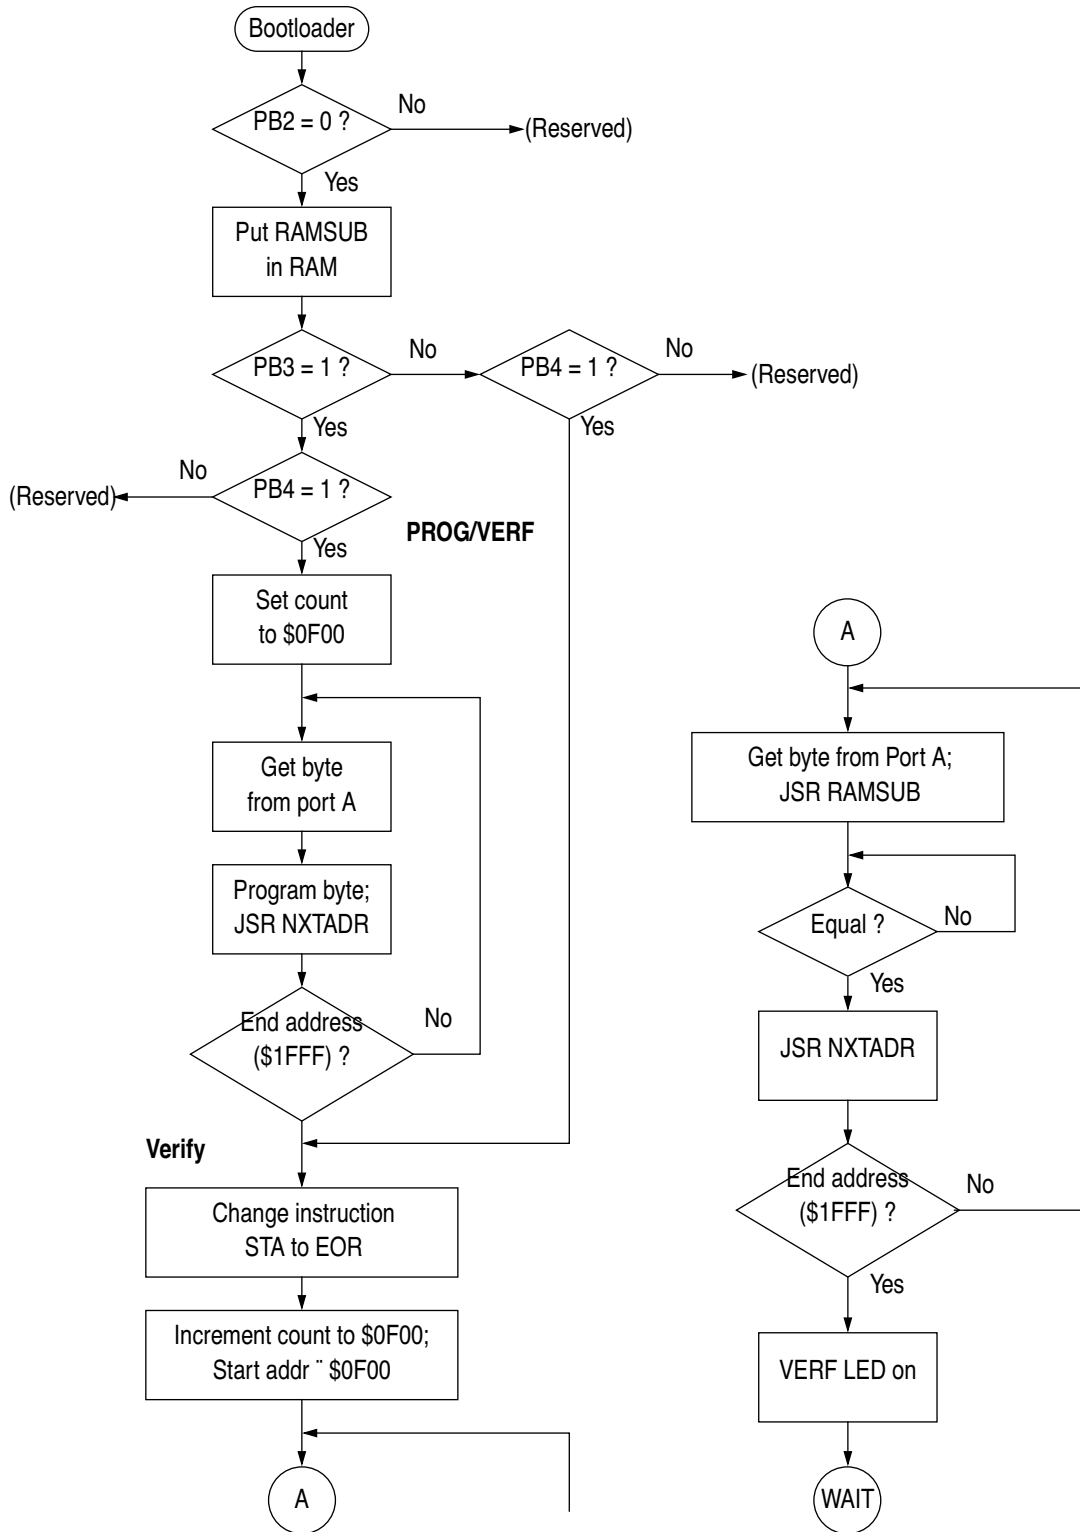 Bootloader
PB2 = 0 ?
No
(Reserved)
Yes
Put RAMSUB
in RAM
PB3 = 1 ?
No
PB4 = 1 ?
No
(Reserved)
Yes
Yes
(Reserved)
No
PB4 = 1 ?
PROG/VERF
Yes
Set count
to $0F00
Get byte
from port A
Program byte;
JSR NXTADR
End address
($1FFF) ?
No
Verify
Change instruction
STA to EOR
Increment count to $0F00;
Start addr ¨ $0F00
A
A
Get byte from Port A;
JSR RAMSUB
Equal ?
No
Yes
JSR NXTADR
End address
($1FFF) ?
No
Yes
VERF LED on
WAIT